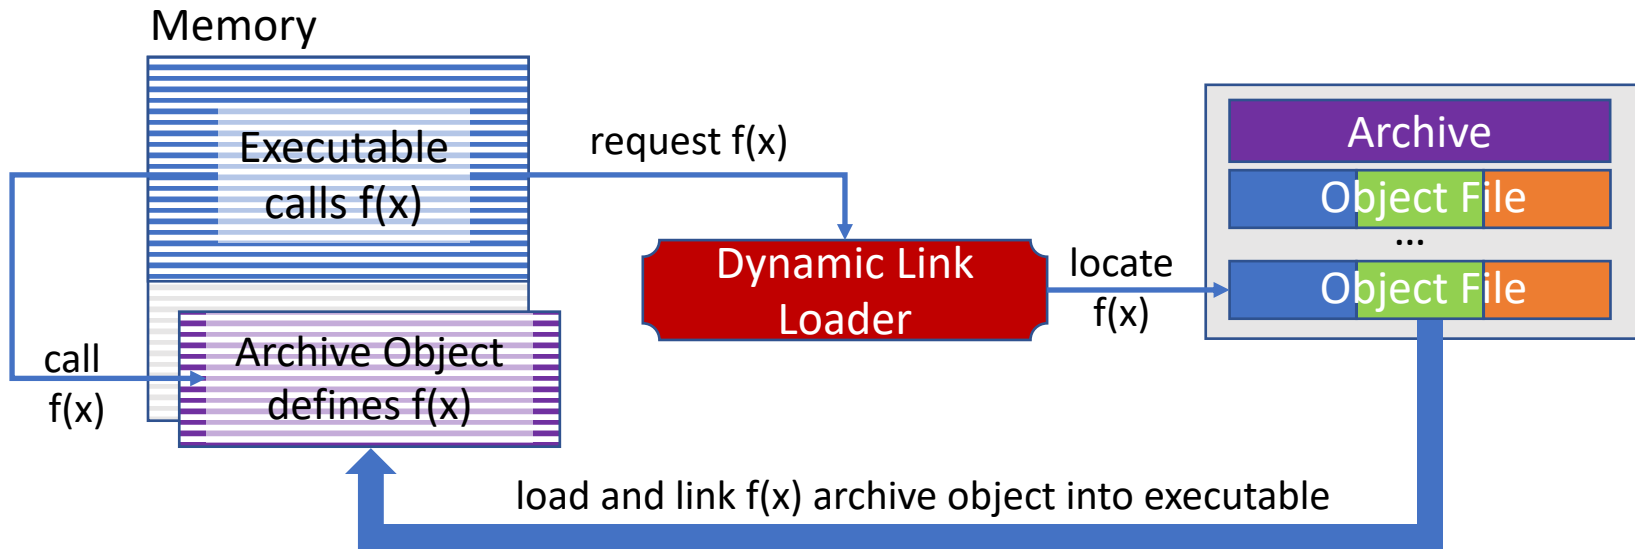 Memory
Executable
calls f(x)
request f(x)
Archive
Object File
...
Object File
Dynamic Link
Loader
locate
f(x)
call
f(x)
Archive Object
defines f(x)
load and link f(x) archive object into executable